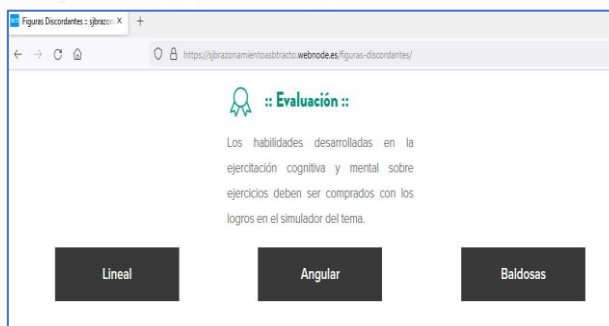 Figuras Discordantes :: sjbrazon
https://sjbrazonamientoasbtracto.webnode.es/figuras-discordantes/
:: Evaluación ::
Los habilidades desarrolladas en la
ejercitación cognitiva y mental sobre
ejercicios deben ser comprados con los
logros en el simulador del tema.
Lineal
Angular
Baldosas